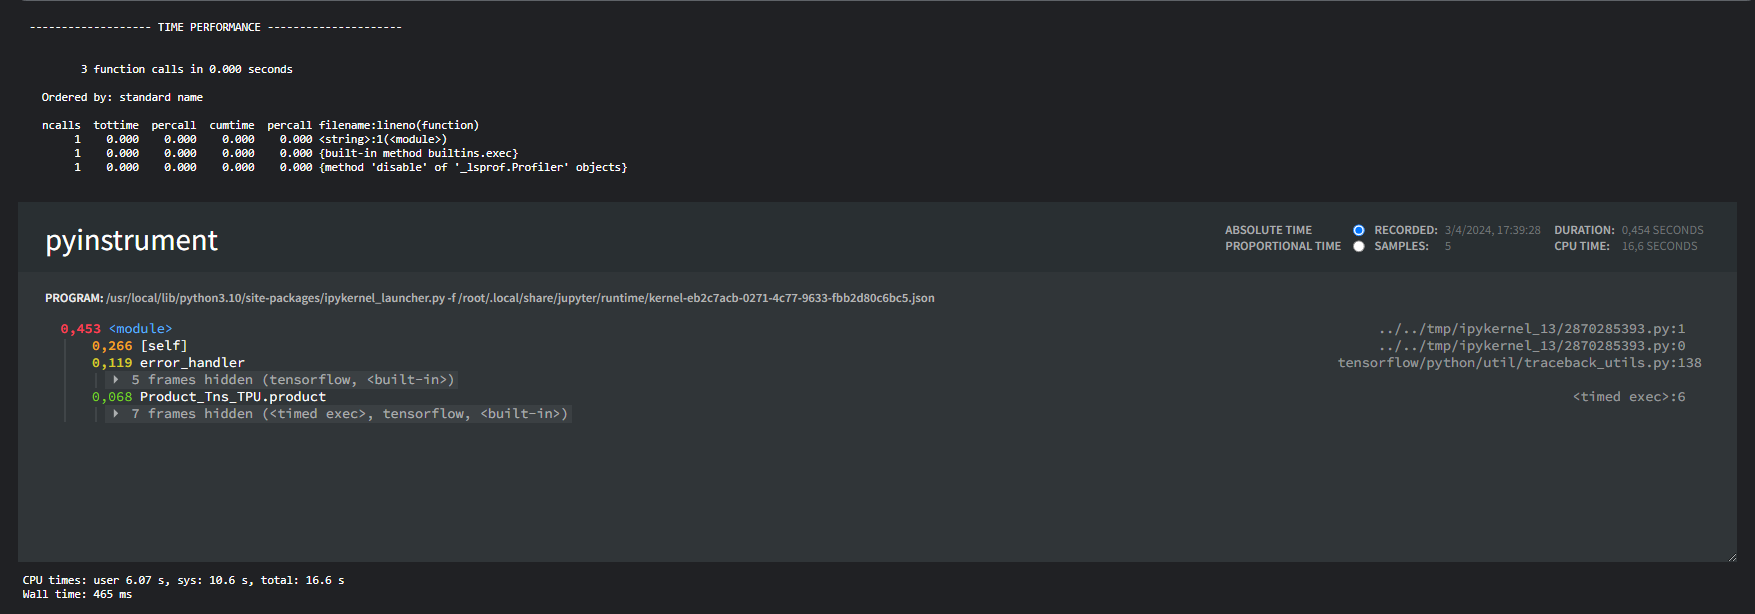 ------------------- TIME PERFORMANCE ---------------------
3 function calls in 0.000 seconds
Ordered by: standard name
ncalls  tottime  percall  cumtime  percall filename:lineno(function)
1    0.000    0.000    0.000    0.000 <string>:1(<module>)
1    0.000    0.000    0.000    0.000 {built-in method builtins.exec}
1    0.000    0.000    0.000    0.000 {method 'disable' of '_lsprof.Profiler' objects}
pyinstrument
ABSOLUTE TIME RECORDED: 3/4/2024, 17:39:28 DURATION: 0,454 SECONDS
PROPORTIONAL TIME SAMPLES: 5 CPU TIME: 16,6 SECONDS
PROGRAM: /usr/local/lib/python3.10/site-packages/ipykernel_launcher.py -f /root/.local/share/jupyter/runtime/kernel-eb2c7acb-0271-4c77-9633-fbb2d80c6bc5.json
0,453 <module> ../../tmp/ipykernel_13/2870285393.py:1
0,266 [self] ../../tmp/ipykernel_13/2870285393.py:0
0,119 error_handler tensorflow/python/util/traceback_utils.py:138
5 frames hidden (tensorflow, <built-in>)
0,068 Product_Tns_TPU.product <timed exec>:6
7 frames hidden (<timed exec>, tensorflow, <built-in>)
CPU times: user 6.07 s, sys: 10.6 s, total: 16.6 s
Wall time: 465 ms